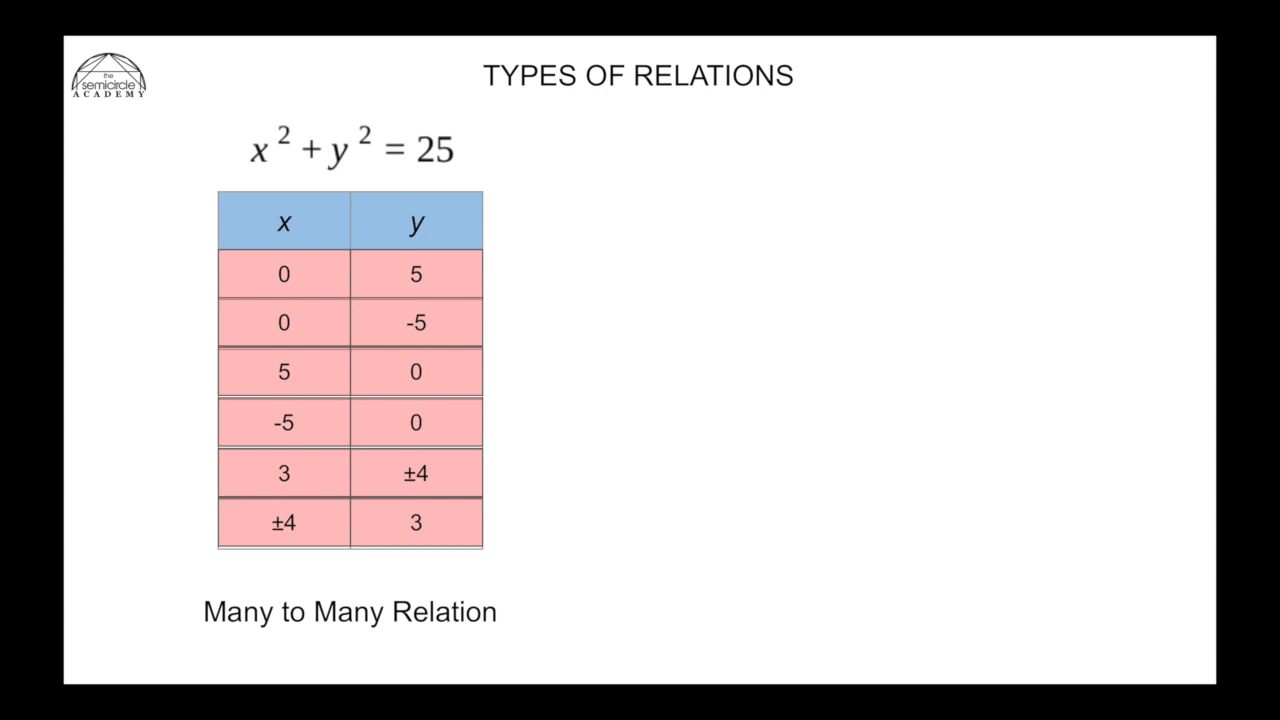 the
semicircle
ACADEMY
TYPES OF RELATIONS
x² + y² = 25
x y
0 5
0 -5
5 0
-5 0
3 ±4
±4 3
Many to Many Relation